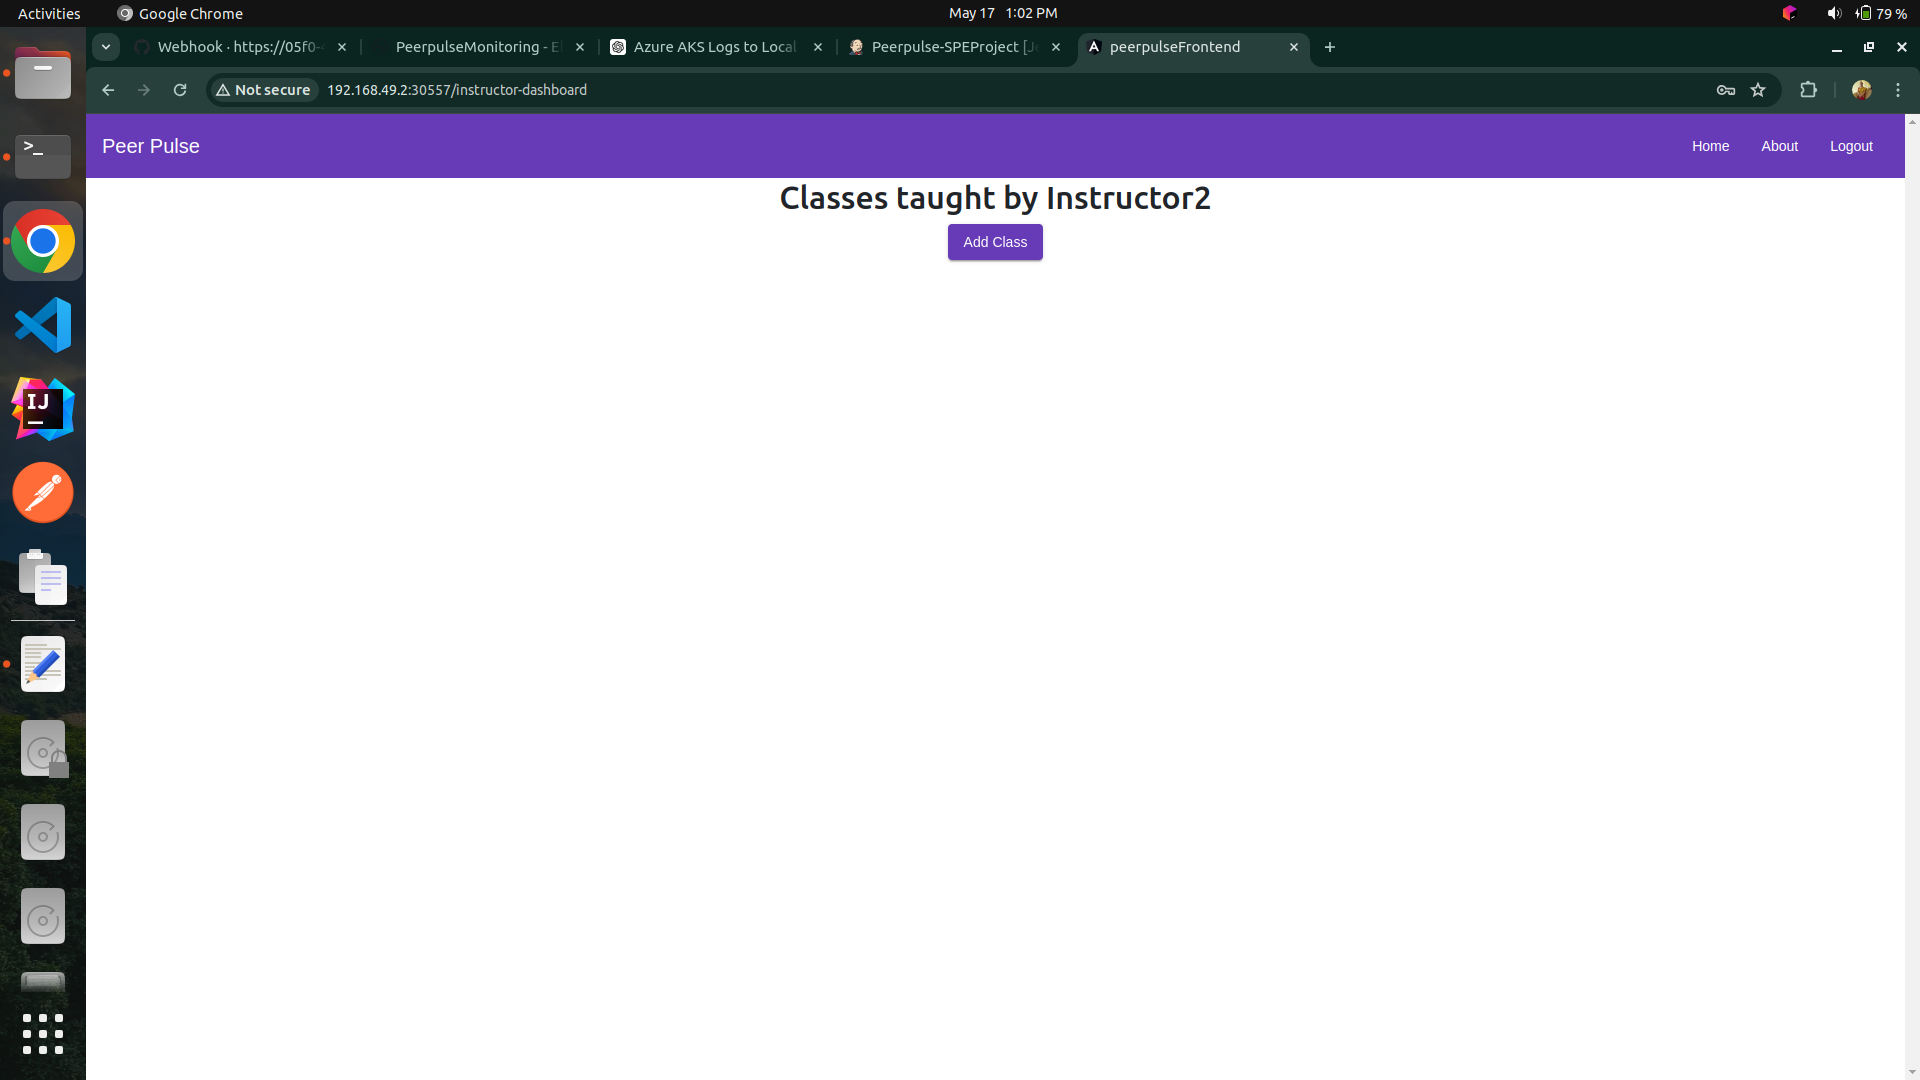 Activities
Google Chrome
May 17 1:02 PM
79 %
Webhook · https://05f0-
PeerpulseMonitoring - El
Azure AKS Logs to Local
Peerpulse-SPEProject [Je
peerpulseFrontend
Not secure
192.168.49.2:30557/instructor-dashboard
Peer Pulse
Home
About
Logout
Classes taught by Instructor2
Add Class
>_
IJ